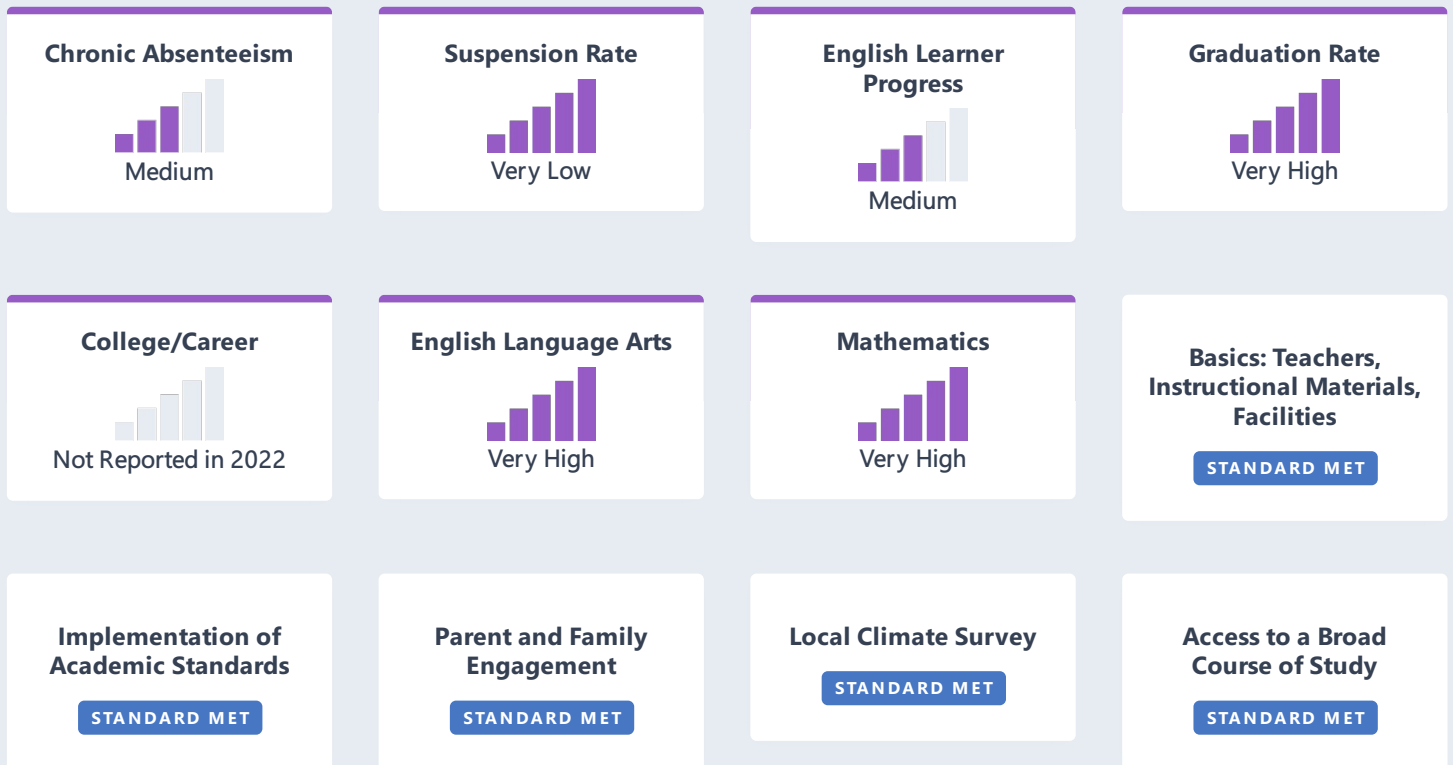 Chronic Absenteeism
Medium
Suspension Rate
Very Low
English Learner
Progress
Medium
Graduation Rate
Very High
College/Career
Not Reported in 2022
English Language Arts
Very High
Mathematics
Very High
Basics: Teachers,
Instructional Materials,
Facilities
STANDARD MET
Implementation of
Academic Standards
STANDARD MET
Parent and Family
Engagement
STANDARD MET
Local Climate Survey
STANDARD MET
Access to a Broad
Course of Study
STANDARD MET